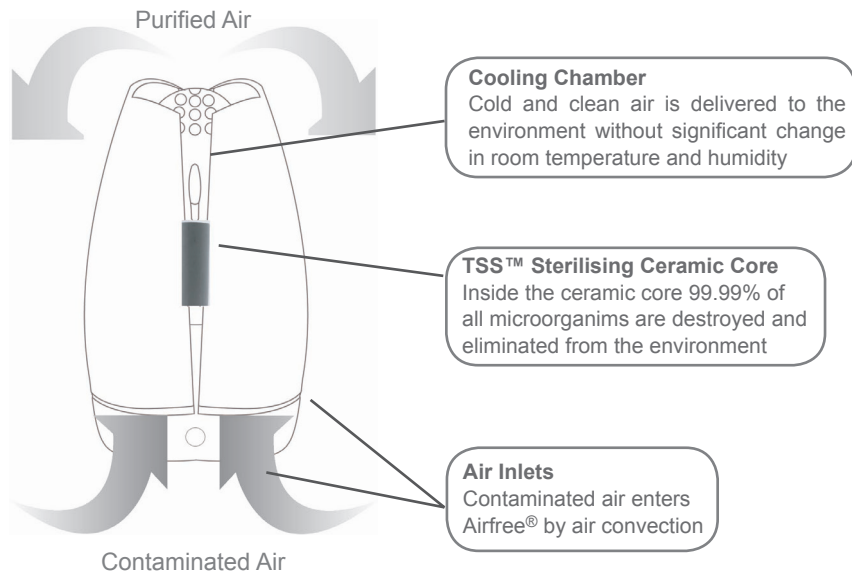 Purified Air
Cooling Chamber
Cold and clean air is delivered to the
environment without significant change
in room temperature and humidity
TSS™ Sterilising Ceramic Core
Inside the ceramic core 99.99% of
all microorganims are destroyed and
eliminated from the environment
Air Inlets
Contaminated air enters
Airfree® by air convection
Contaminated Air